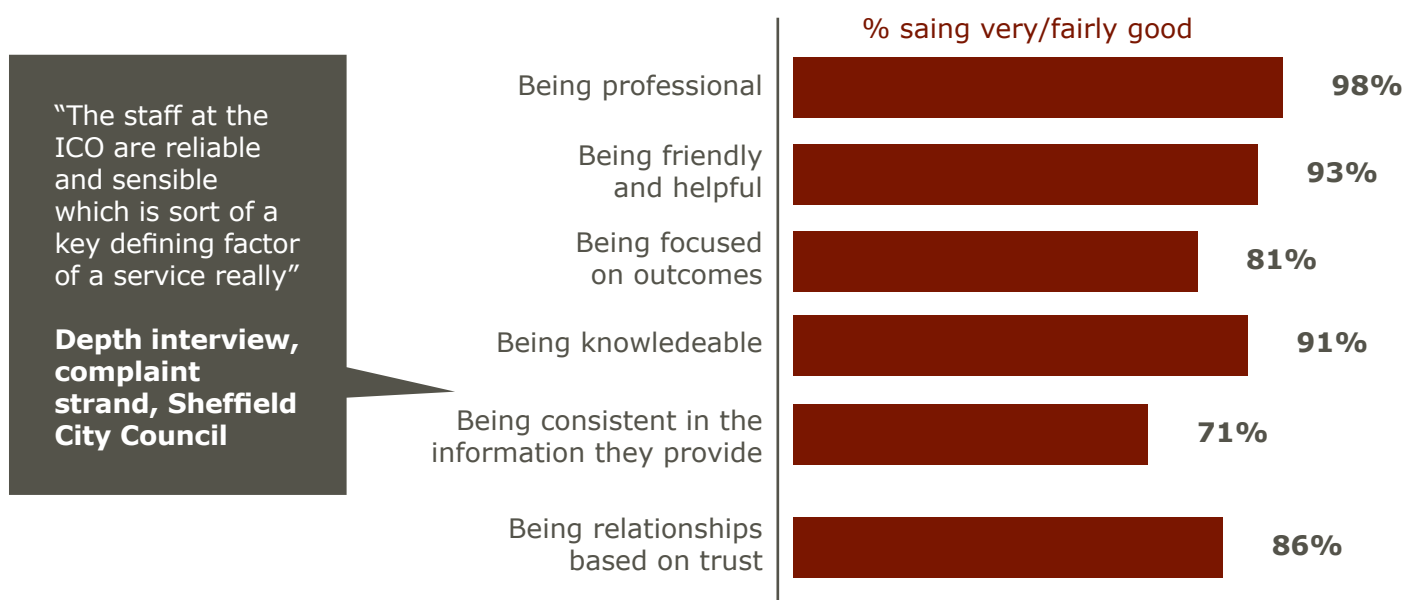 % saing very/fairly good
“The staff at the
ICO are reliable
and sensible
which is sort of a
key defining factor
of a service really”
Depth interview,
complaint
strand, Sheffield
City Council
Being professional
98%
Being friendly
and helpful
93%
Being focused
on outcomes
81%
Being knowledeable
91%
Being consistent in the
information they provide
71%
Being relationships
based on trust
86%